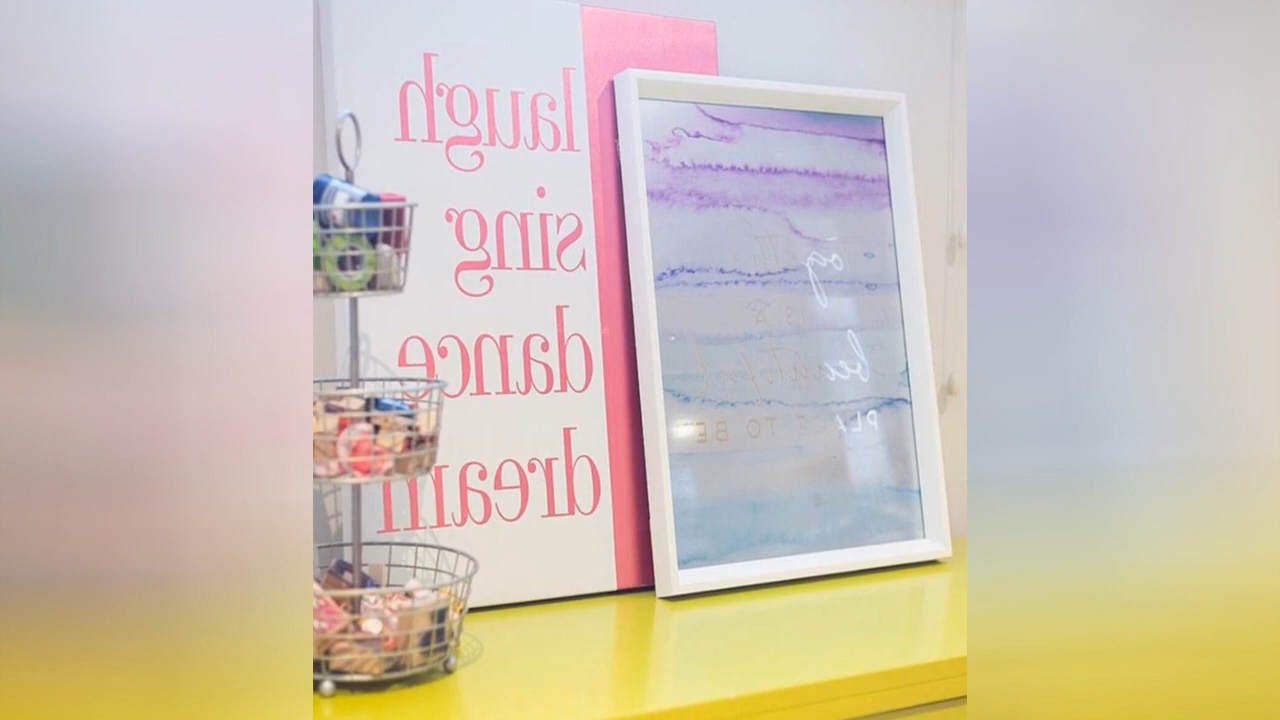 laugh
sing
dance
dream
IS A
beautiful
PLACE TO BE